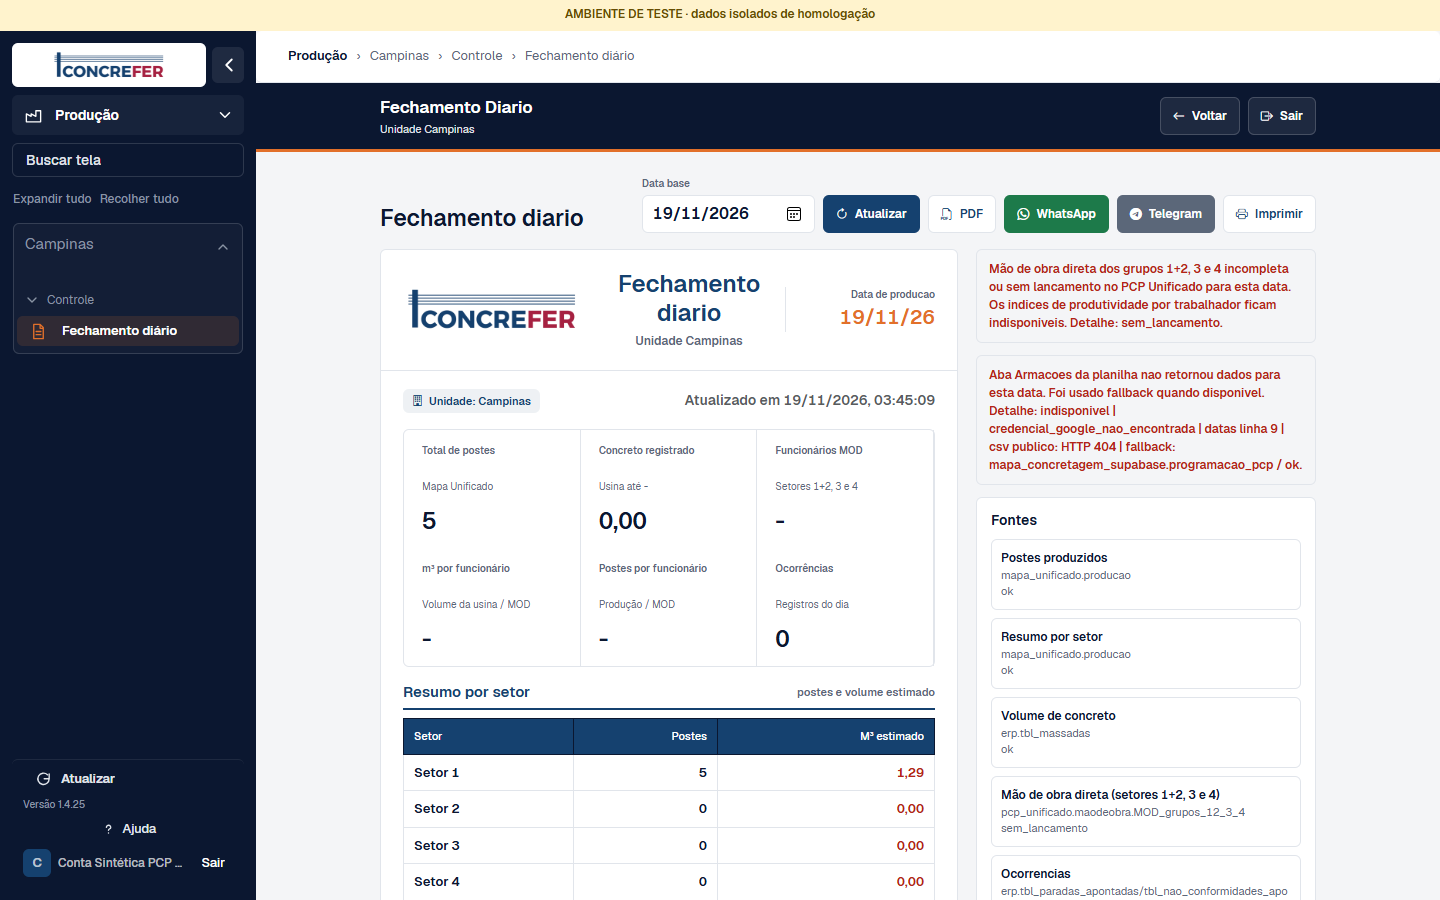 AMBIENTE DE TESTE · dados isolados de homologação
CONCREFER
Produção
Buscar tela
Expandir tudo Recolher tudo
Campinas
Controle
Fechamento diário
Atualizar
Versão 1.4.25
? Ajuda
C Conta Sintética PCP ... Sair
Produção › Campinas › Controle › Fechamento diário
Fechamento Diario
Unidade Campinas
Voltar
Sair
Fechamento diario
Data base
19/11/2026
Atualizar
PDF
WhatsApp
Telegram
Imprimir
CONCREFER
Fechamento
diario
Unidade Campinas
Data de producao
19/11/26
Unidade: Campinas
Atualizado em 19/11/2026, 03:45:09
Total de postes
Mapa Unificado
5
Concreto registrado
Usina até -
0,00
Funcionários MOD
Setores 1+2, 3 e 4
-
m³ por funcionário
Volume da usina / MOD
-
Postes por funcionário
Produção / MOD
-
Ocorrências
Registros do dia
0
Resumo por setor
postes e volume estimado
Setor Postes M³ estimado
Setor 1 5 1,29
Setor 2 0 0,00
Setor 3 0 0,00
Setor 4 0 0,00
Mão de obra direta dos grupos 1+2, 3 e 4 incompleta
ou sem lancamento no PCP Unificado para esta data.
Os indices de produtividade por trabalhador ficam
indisponiveis. Detalhe: sem_lancamento.
Aba Armacoes da planilha nao retornou dados para
esta data. Foi usado fallback quando disponivel.
Detalhe: indisponivel |
credencial_google_nao_encontrada | datas linha 9 |
csv publico: HTTP 404 | fallback:
mapa_concretagem_supabase.programacao_pcp / ok.
Fontes
Postes produzidos
mapa_unificado.producao
ok
Resumo por setor
mapa_unificado.producao
ok
Volume de concreto
erp.tbl_massadas
ok
Mão de obra direta (setores 1+2, 3 e 4)
pcp_unificado.maodeobra.MOD_grupos_12_3_4
sem_lancamento
Ocorrencias
erp.tbl_paradas_apontadas/tbl_nao_conformidades_apo